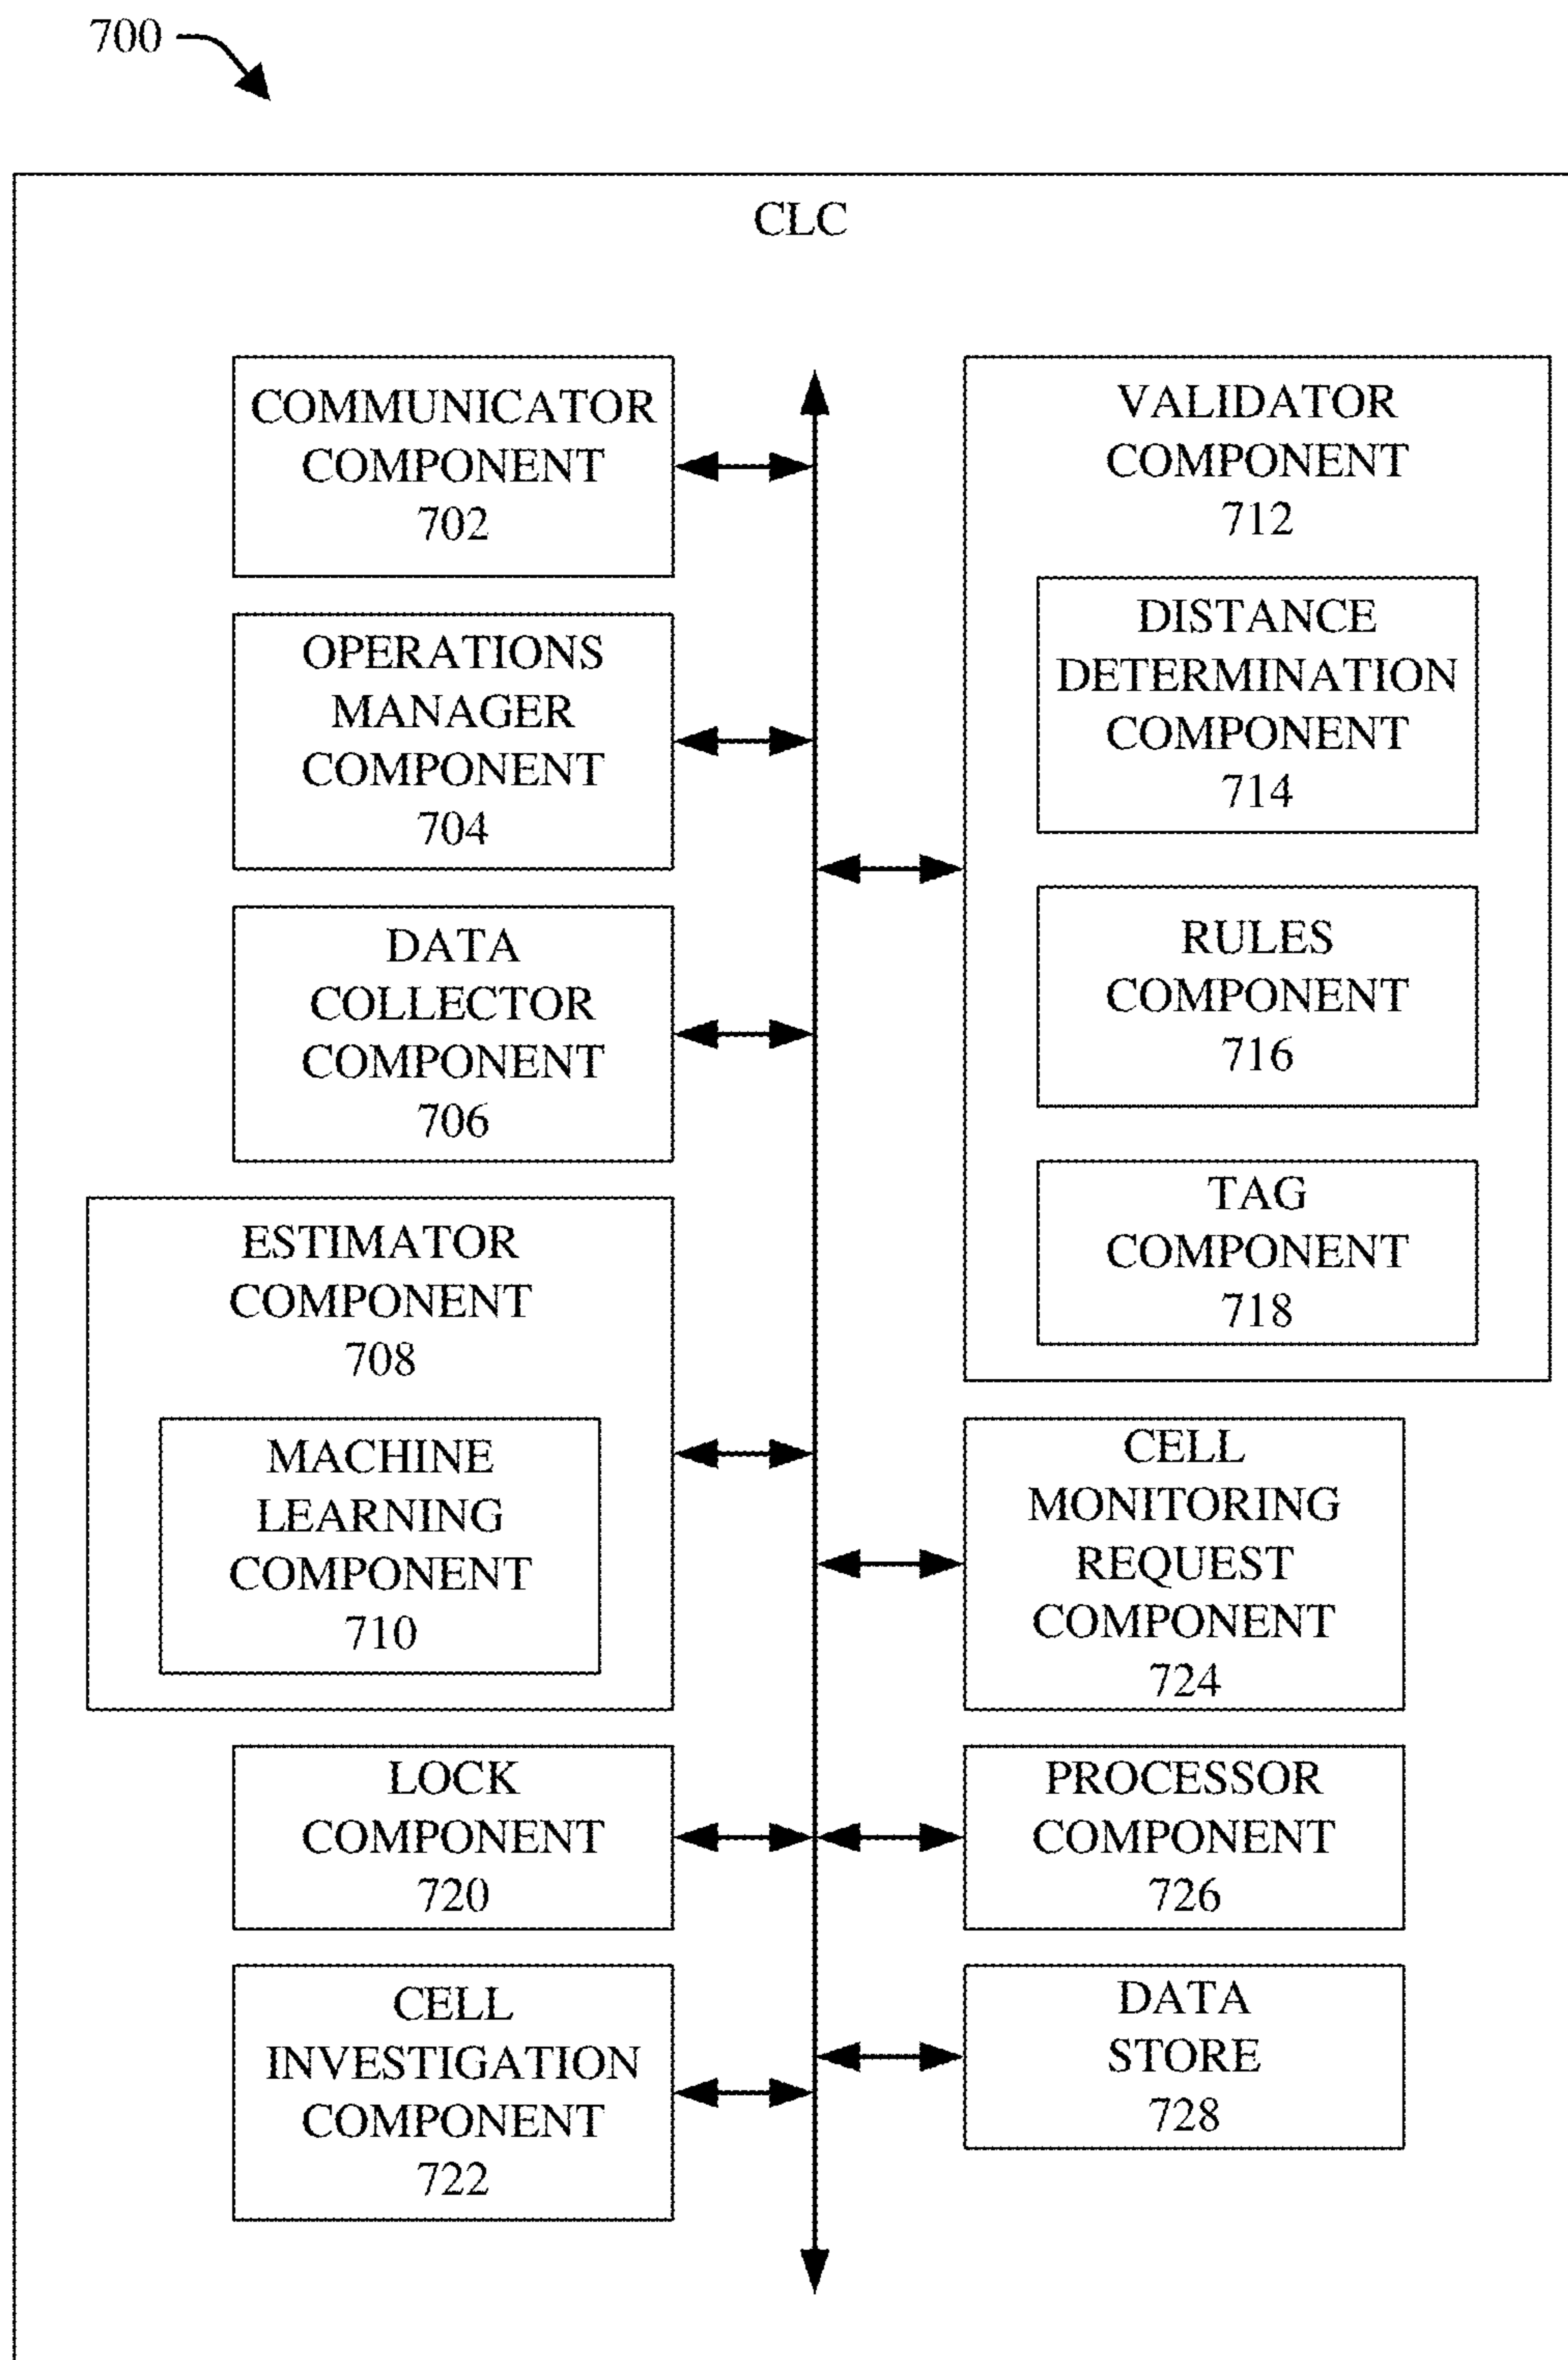 700
CLC
COMMUNICATOR
COMPONENT
702
OPERATIONS
MANAGER
COMPONENT
704
DATA
COLLECTOR
COMPONENT
706
ESTIMATOR
COMPONENT
708
MACHINE
LEARNING
COMPONENT
710
LOCK
COMPONENT
720
CELL
INVESTIGATION
COMPONENT
722
VALIDATOR
COMPONENT
712
DISTANCE
DETERMINATION
COMPONENT
714
RULES
COMPONENT
716
TAG
COMPONENT
718
CELL
MONITORING
REQUEST
COMPONENT
724
PROCESSOR
COMPONENT
726
DATA
STORE
728